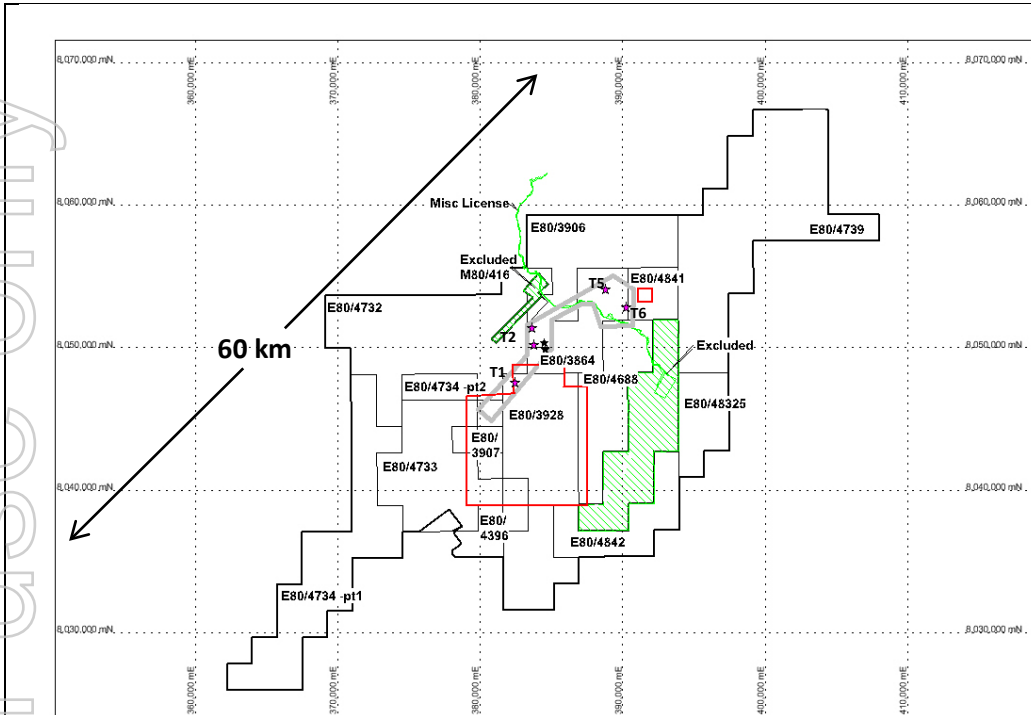 360,000 mE
370,000 mE
380,000 mE
390,000 mE
400,000 mE
410,000 mE
8,070,000 mN
8,070,000 mN
8,060,000 mN
8,060,000 mN
Misc License
E80/3906
E80/4739
Excluded
M80/416
T5
E80/4841
T6
E80/4732
60 km
T2
8,050,000 mN
8,050,000 mN
Excluded
E80/3864
E80/4688
T1
E80/4734 -pt2
E80/48325
E80/3928
E80/
3907
E80/4733
8,040,000 mN
8,040,000 mN
E80/
4396
E80/4842
E80/4734 -pt1
8,030,000 mN
8,030,000 mN
360,000 mE
370,000 mE
380,000 mE
390,000 mE
400,000 mE
410,000 mE
use only